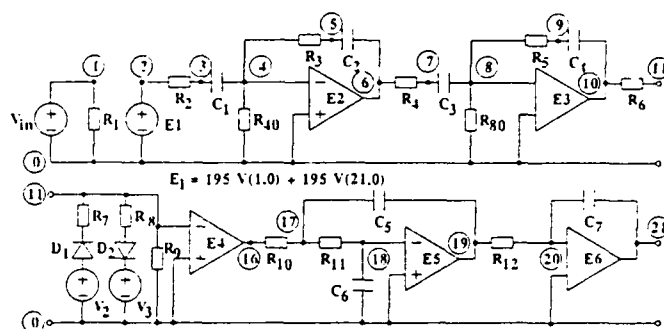 5 9
R3 C2 R5 C4
1 2 3 4 6 7 8 10 11
R2 C1 E2 R4 C3 E3 R6
Vin R1 E1 R40 R80
0
E1 = 195 V(1,0) + 195 V(21,0)
11 17 C5 C7 21
R7 R8
D1 D2 R9 E4 R10 R11 E5 19 R12 E6
16 18 20
V2 V3 C6
0